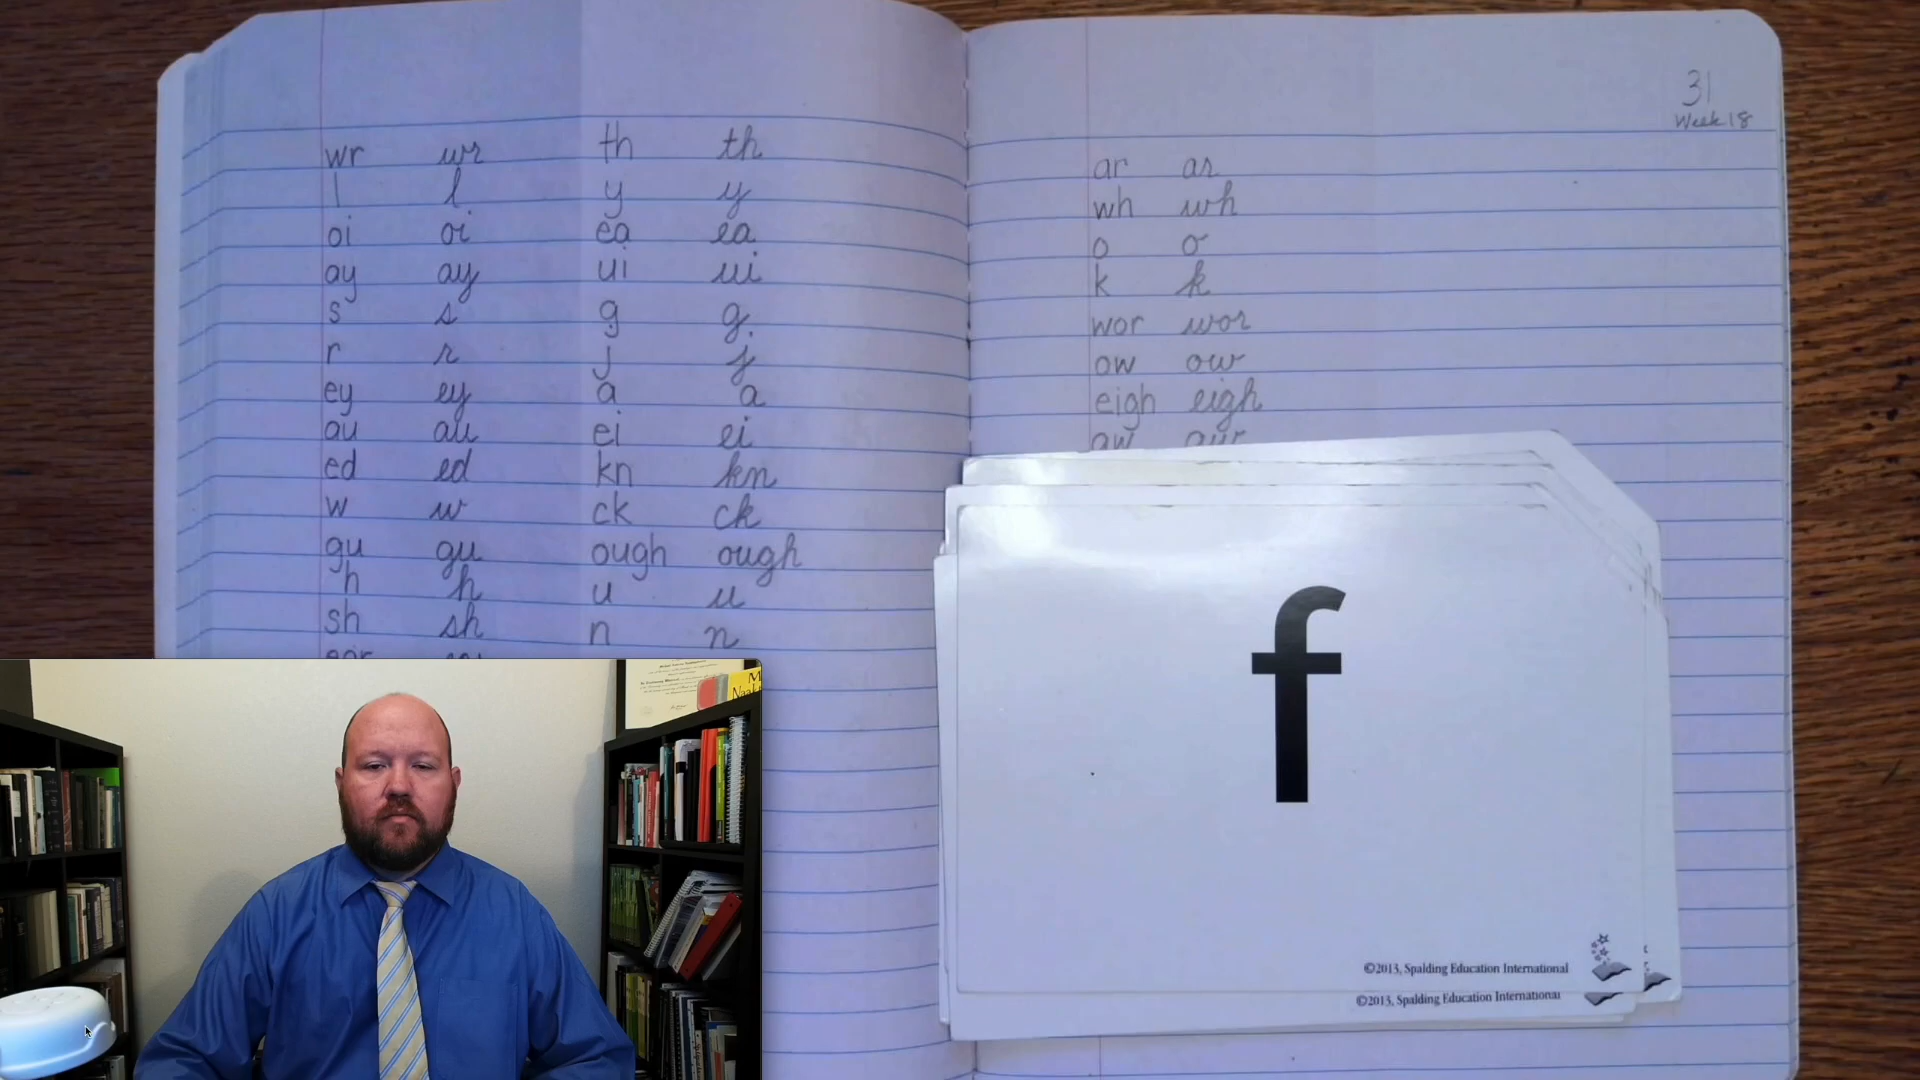 31
Week 18
wr wr th th
l l y y
oi oi ea ea
ay ay ui ui
s s g g
r r j j
ey ey a a
au au ei ei
ed ed kn kn
w w ck ck
gu gu ough ough
h h u u
sh sh n n
ar ar
wh wh
o o
k k
wor wor
ow ow
eigh eigh
aw aw
f
©2013, Spalding Education International
©2013, Spalding Education International